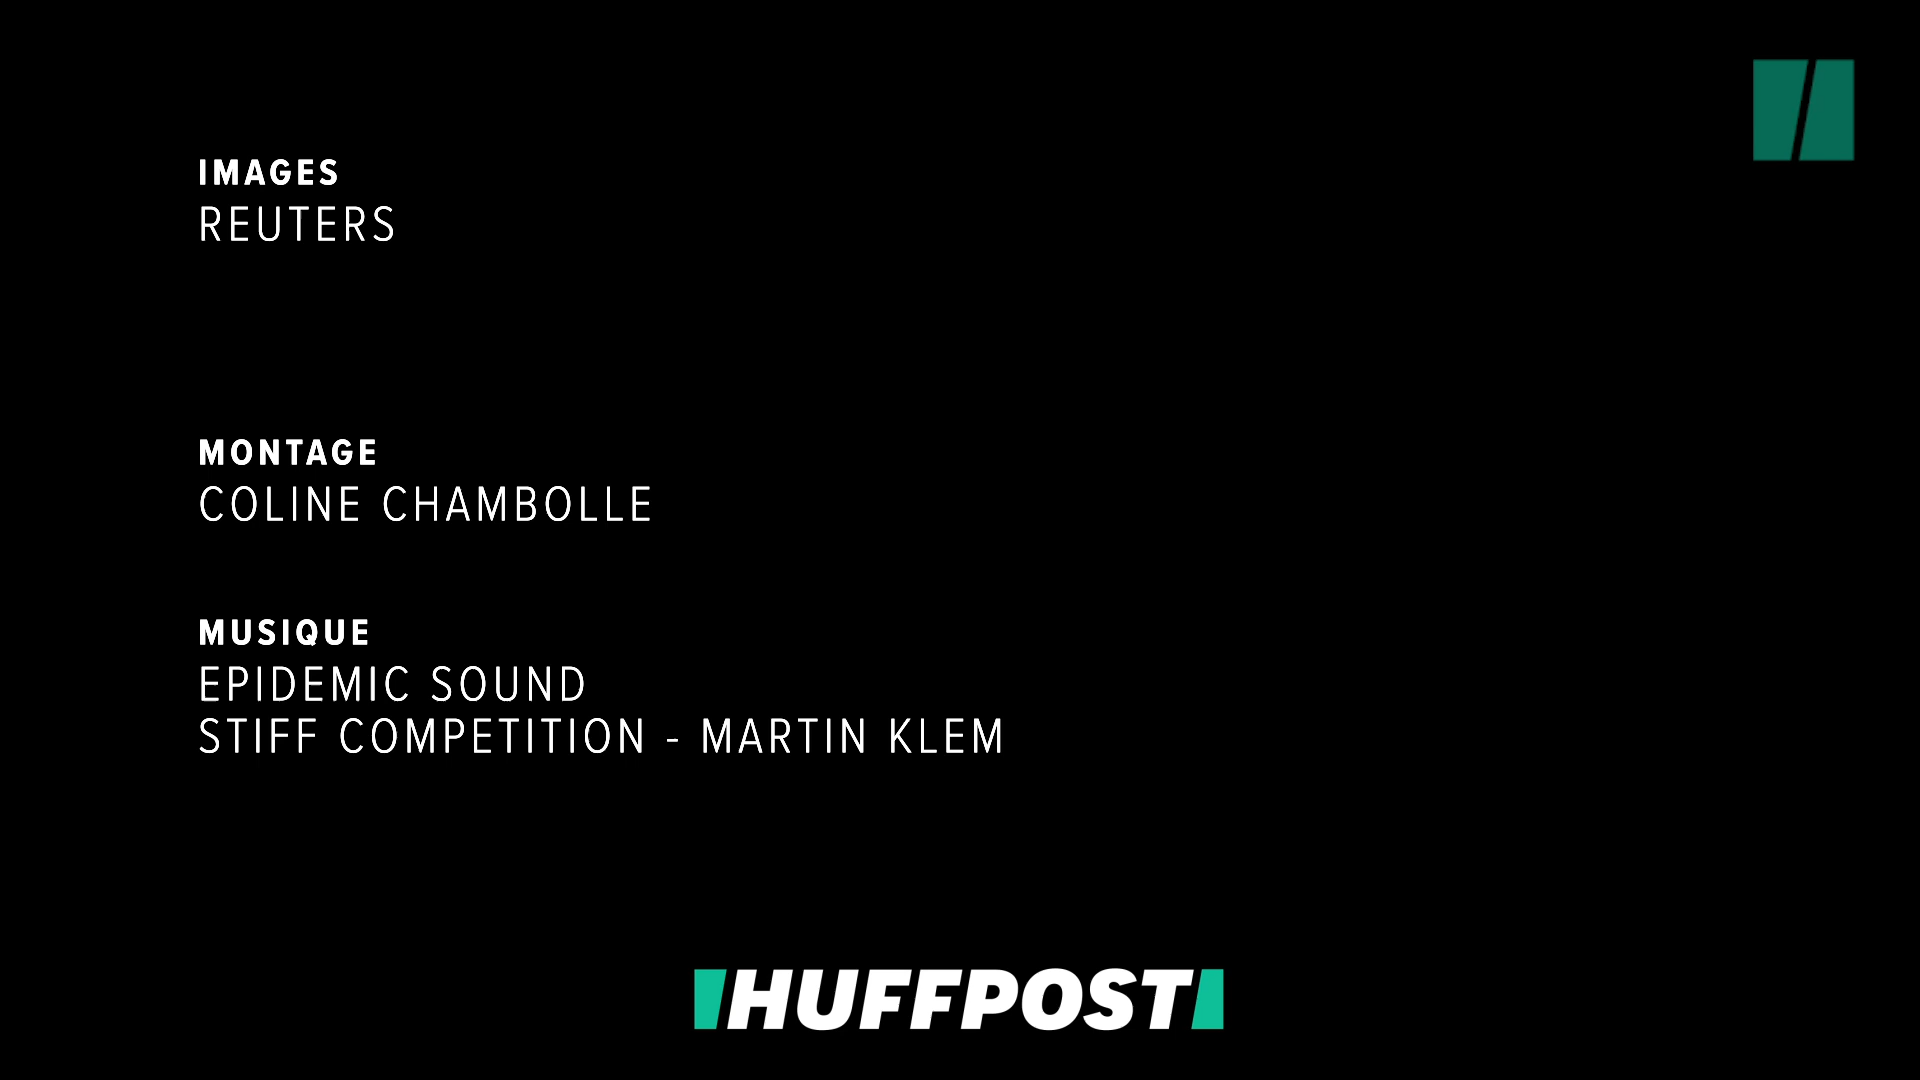 IMAGES
REUTERS
MONTAGE
COLINE CHAMBOLLE
MUSIQUE
EPIDEMIC SOUND
STIFF COMPETITION - MARTIN KLEM
HUFFPOST